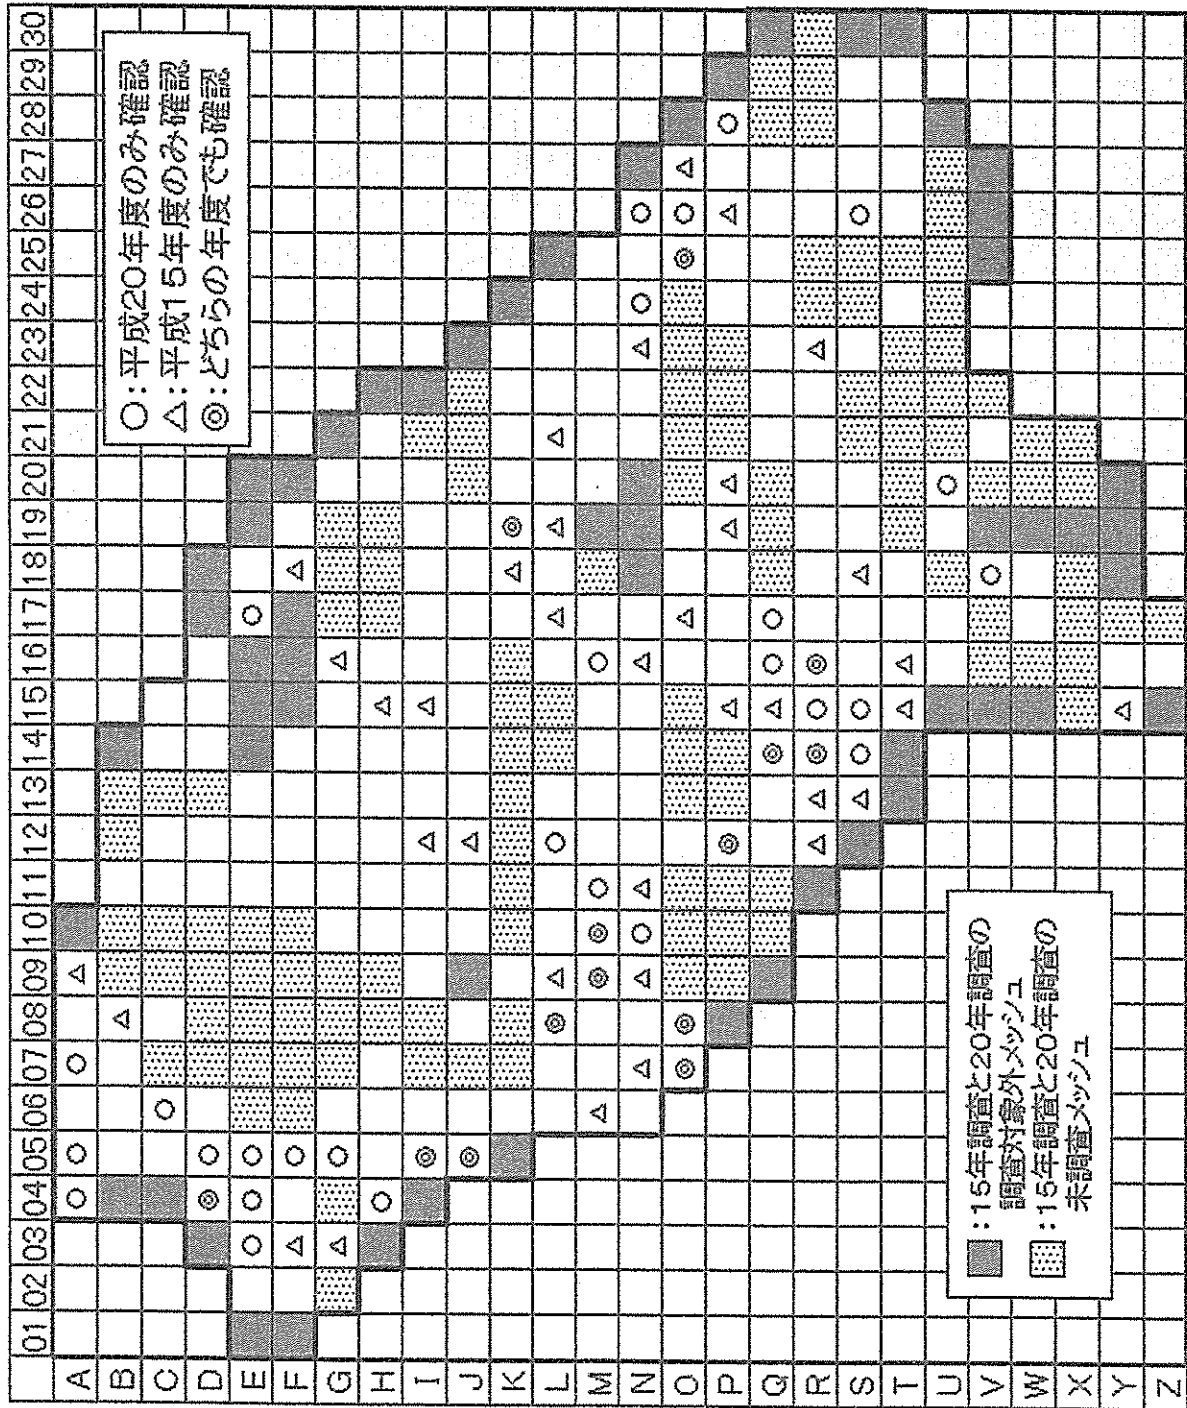 01 02 03 04 05 06 07 08 09 10 11 12 13 14 15 16 17 18 19 20 21 22 23 24 25 26 27 28 29 30
A
B
C
D
E
F
G
H
I
J
K
L
M
N
O
P
Q
R
S
T
U
V
W
X
Y
Z
○:平成20年度のみ確認
△:平成15年度のみ確認
◎:どちらの年度でも確認
:15年調査と20年調査の
調査対象外メッシュ
:15年調査と20年調査の
未調査メッシュ